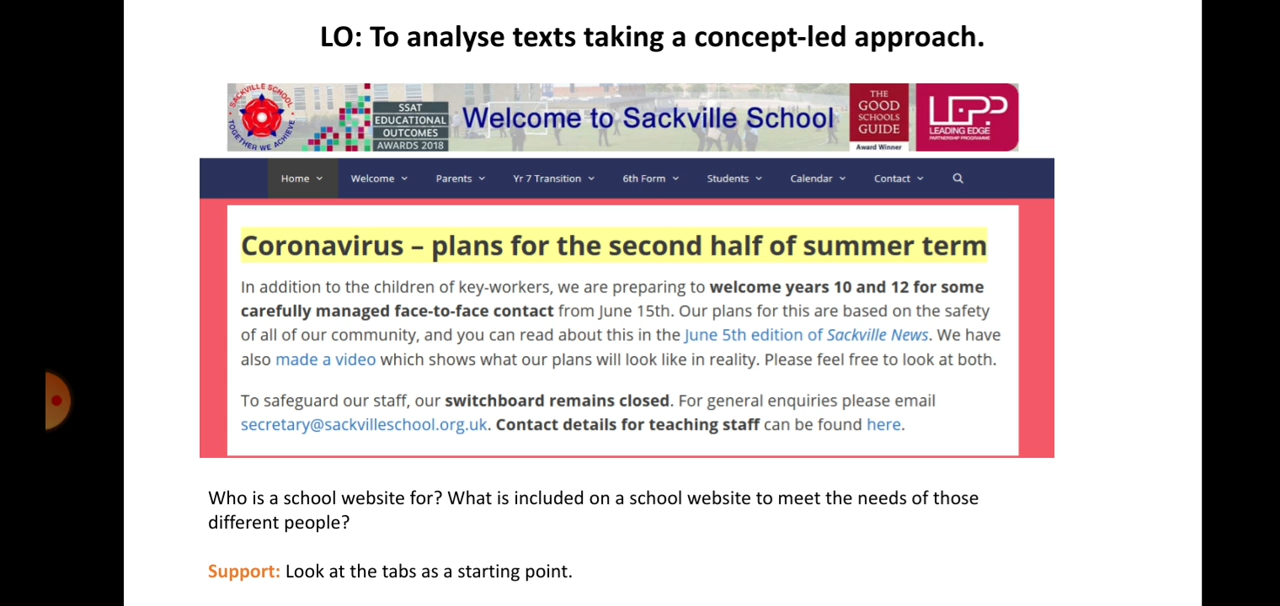 LO: To analyse texts taking a concept-led approach.
SACKVILLE SCHOOL
TOGETHER WE ACHIEVE
SSAT
EDUCATIONAL
OUTCOMES
AWARDS 2018
Welcome to Sackville School
THE
GOOD
SCHOOLS
GUIDE
Award Winner
LEPP
LEADING EDGE
PARTNERSHIP PROGRAMME
Home Welcome Parents Yr 7 Transition 6th Form Students Calendar Contact
Coronavirus – plans for the second half of summer term
In addition to the children of key-workers, we are preparing to welcome years 10 and 12 for some
carefully managed face-to-face contact from June 15th. Our plans for this are based on the safety
of all of our community, and you can read about this in the June 5th edition of Sackville News. We have
also made a video which shows what our plans will look like in reality. Please feel free to look at both.
To safeguard our staff, our switchboard remains closed. For general enquiries please email
secretary@sackvilleschool.org.uk. Contact details for teaching staff can be found here.
Who is a school website for? What is included on a school website to meet the needs of those
different people?
Support: Look at the tabs as a starting point.